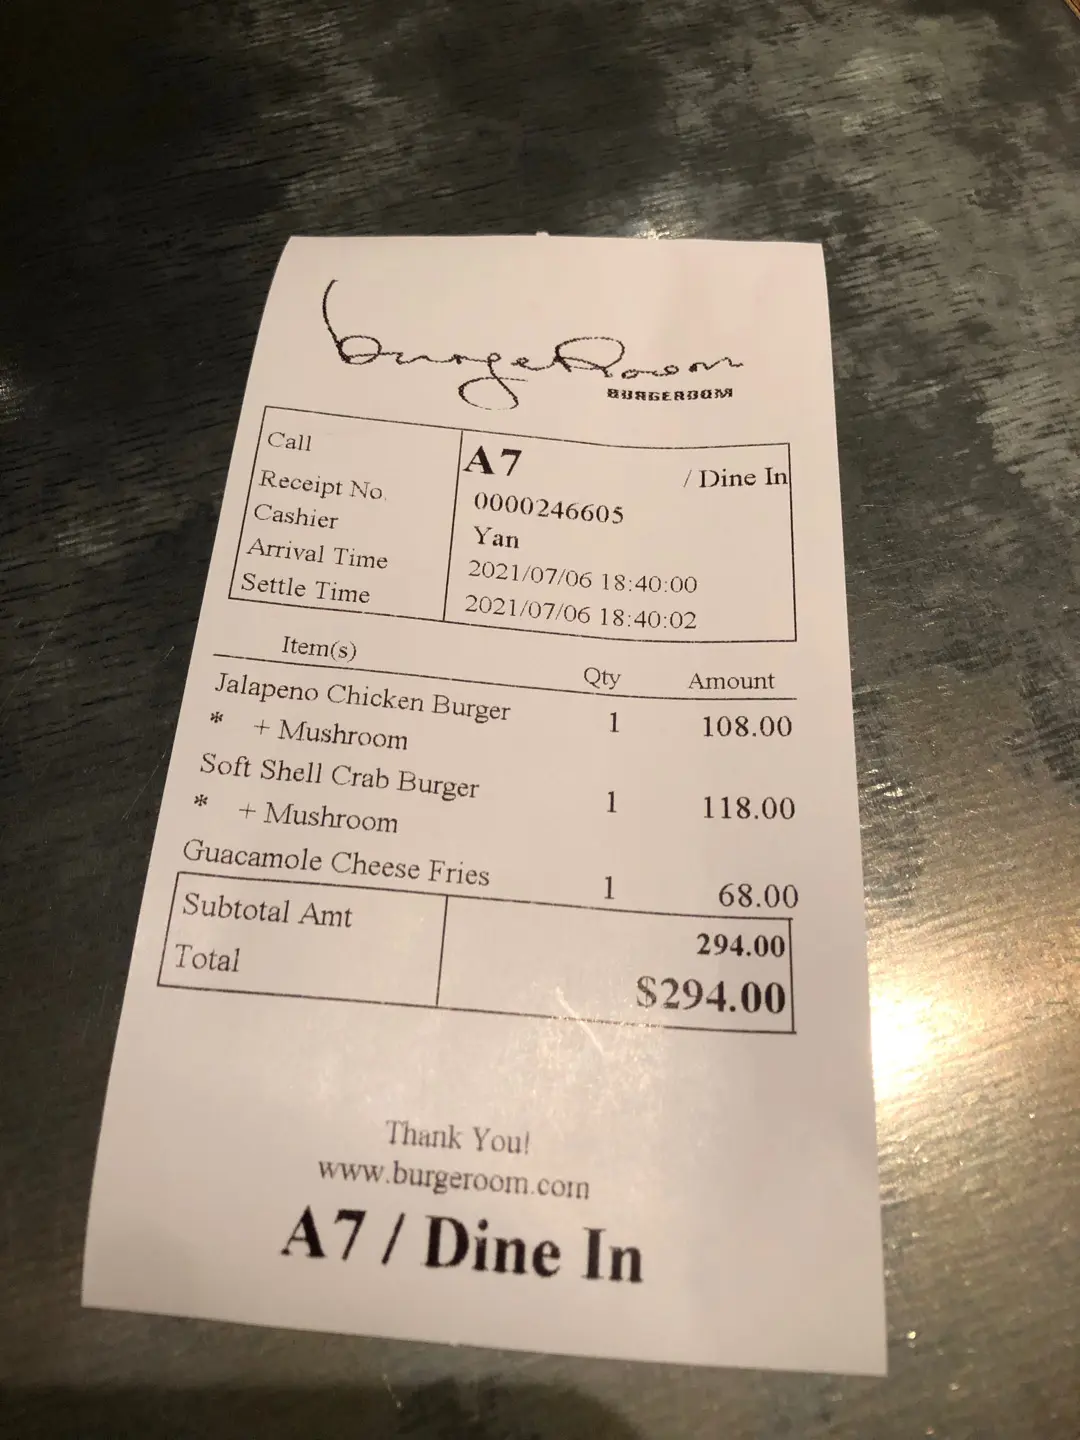 burgeRoom
BURGEROOM
Call A7 / Dine In
Receipt No. 0000246605
Cashier Yan
Arrival Time 2021/07/06 18:40:00
Settle Time 2021/07/06 18:40:02
Item(s) Qty Amount
Jalapeno Chicken Burger 1 108.00
* + Mushroom
Soft Shell Crab Burger 1 118.00
* + Mushroom
Guacamole Cheese Fries 1 68.00
Subtotal Amt 294.00
Total $294.00
Thank You!
www.burgeroom.com
A7 / Dine In